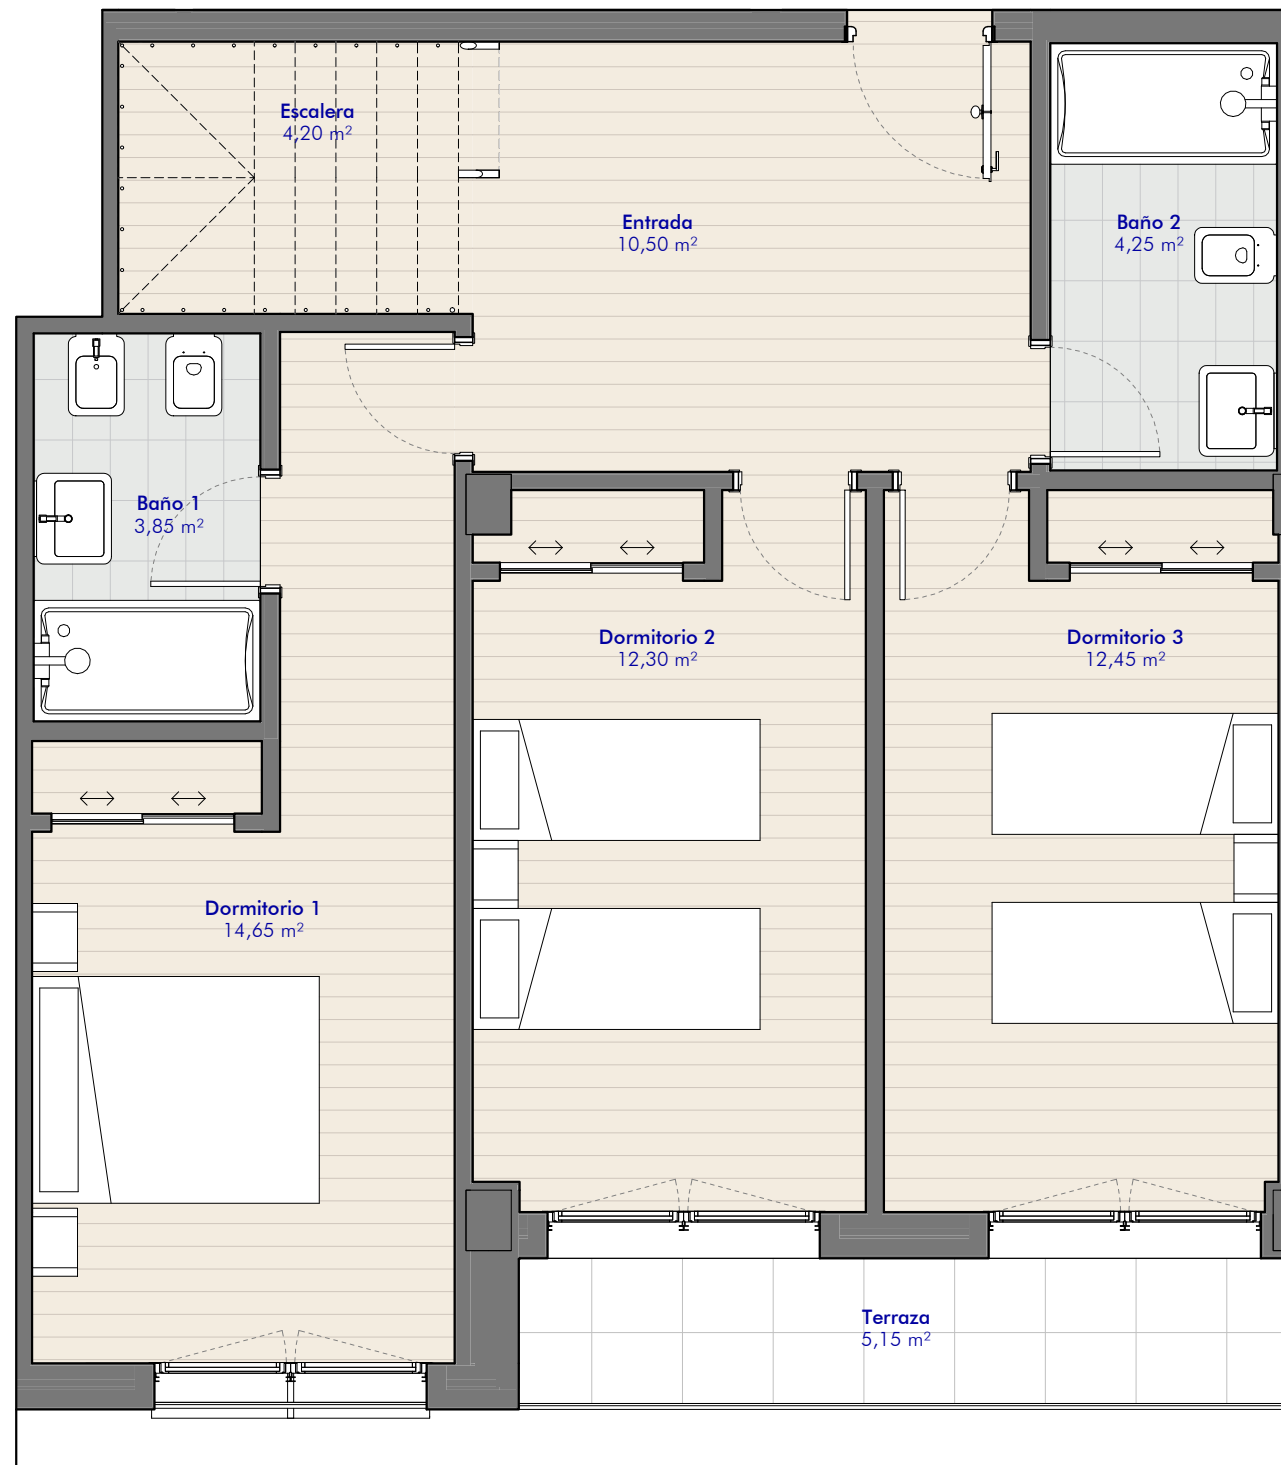 Escalera
4,20 m²
Entrada
10,50 m²
Baño 2
4,25 m²
Baño 1
3,85 m²
Dormitorio 2
12,30 m²
Dormitorio 3
12,45 m²
Dormitorio 1
14,65 m²
Terraza
5,15 m²